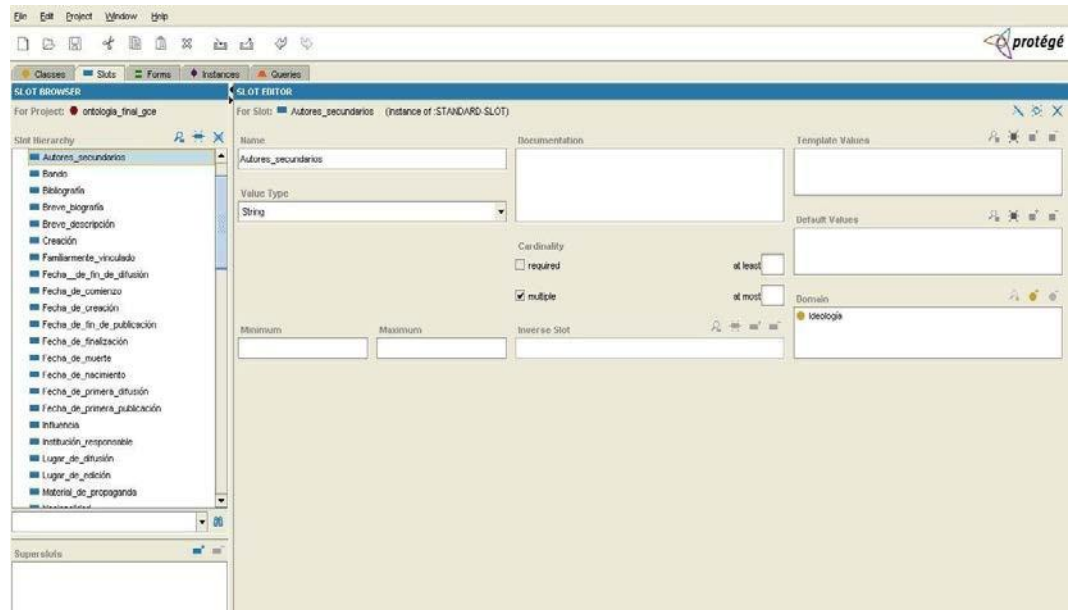 File Edit Project Window Help
protégé
Classes Slots Forms Instances Queries
SLOT BROWSER
SLOT EDITOR
For Project: ontologia_final_gce
For Slot: Autores_secundarios (instance of :STANDARD-SLOT)
Slot Hierarchy
Autores_secundarios
Bando
Bibliografía
Breve_biografía
Breve_descripción
Creación
Familiarmente_vinculado
Fecha__de_fin_de_difusión
Fecha_de_comienzo
Fecha_de_creación
Fecha_de_fin_de_publicación
Fecha_de_finalización
Fecha_de_muerte
Fecha_de_nacimiento
Fecha_de_primera_difusión
Fecha_de_primera_publicación
Influencia
Institución_responsable
Lugar_de_difusión
Lugar_de_edición
Material_de_propaganda
Superslots
Name
Autores_secundarios
Value Type
String
Minimum
Maximum
Documentation
Cardinality
required at least
multiple at most
Inverse Slot
Template Values
Default Values
Domain
Ideología